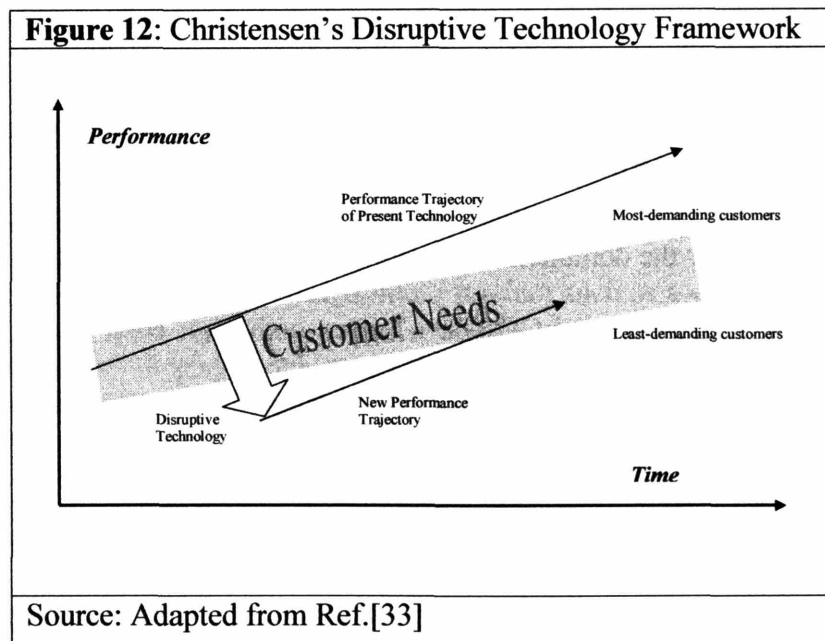 Figure 12: Christensen's Disruptive Technology Framework
Performance
Performance Trajectory
of Present Technology
Most-demanding customers
Customer Needs
Least-demanding customers
Disruptive
Technology
New Performance
Trajectory
Time
Source: Adapted from Ref.[33]